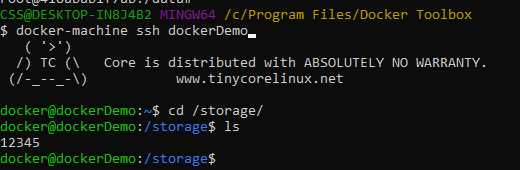 CSS@DESKTOP-IN8J4B2 MINGW64 /c/Program Files/Docker Toolbox
$ docker-machine ssh dockerDemo
( '>')
/) TC (\ Core is distributed with ABSOLUTELY NO WARRANTY.
(/-_--_-\) www.tinycorelinux.net
docker@dockerDemo:~$ cd /storage/
docker@dockerDemo:/storage$ ls
12345
docker@dockerDemo:/storage$